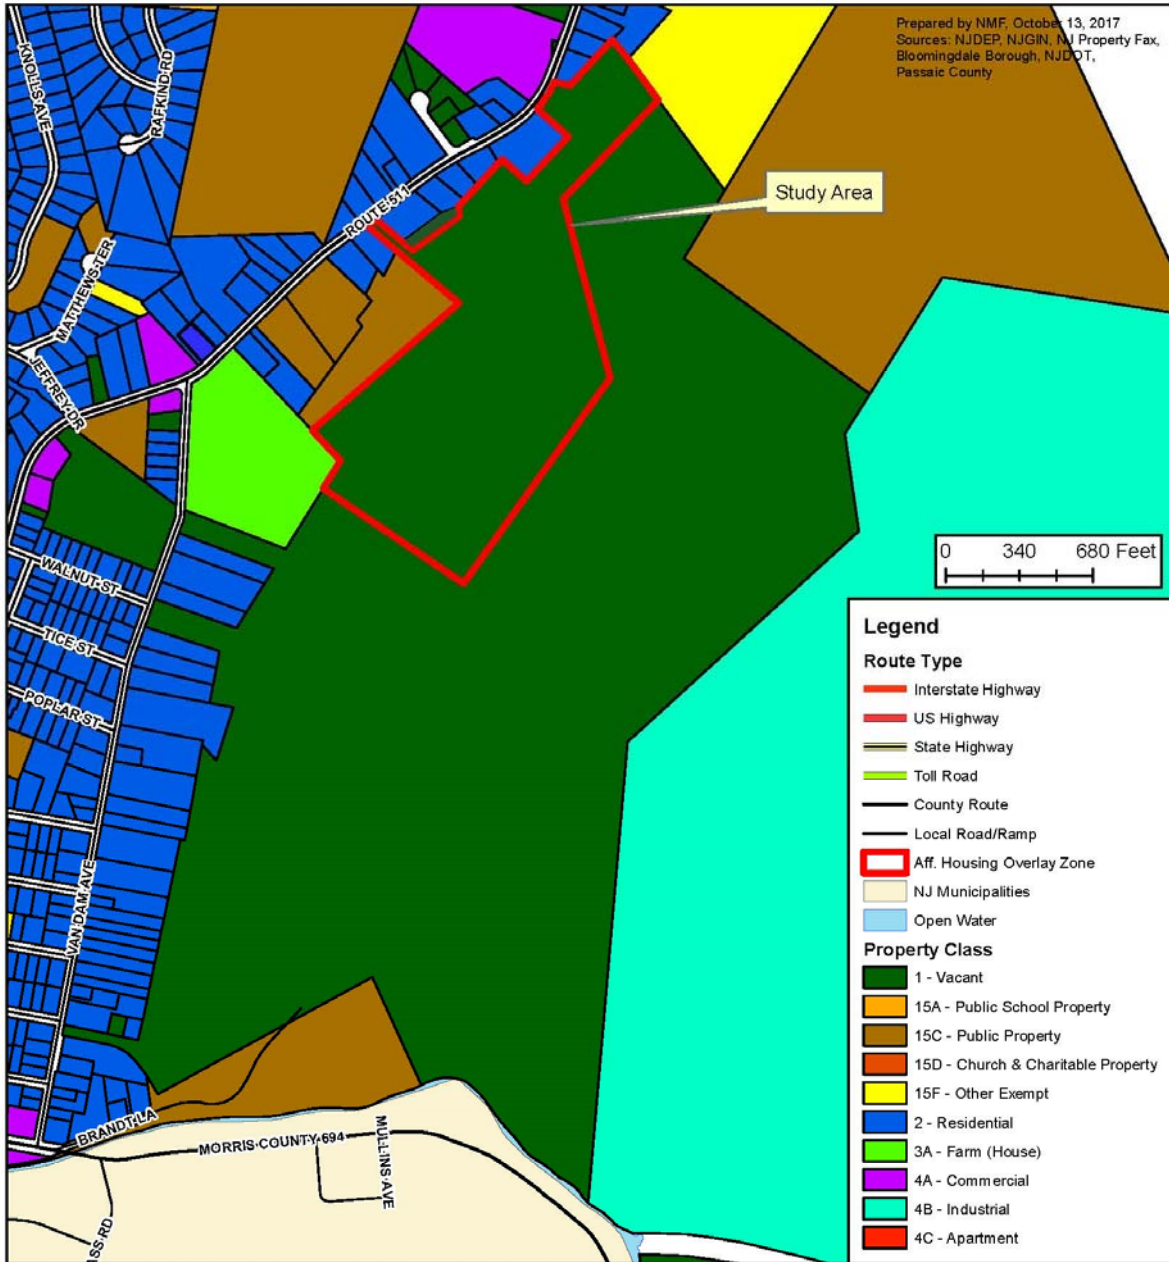 Prepared by NMF, October 13, 2017
Sources: NJDEP, NJGIN, NJ Property Fax,
Bloomingdale Borough, NJDOT,
Passaic County
KNOLLS AVE
RAFKIND RD
Study Area
ROUTE 511
MATTHEWS TER
JEFFREY DR
WALNUT ST
TICE ST
POPLAR ST
VAN DAM AVE
BRANDT LA
MORRIS COUNTY 694
MULLINS AVE
0 340 680 Feet
Legend
Route Type
Interstate Highway
US Highway
State Highway
Toll Road
County Route
Local Road/Ramp
Aff. Housing Overlay Zone
NJ Municipalities
Open Water
Property Class
1 - Vacant
15A - Public School Property
15C - Public Property
15D - Church & Charitable Property
15F - Other Exempt
2 - Residential
3A - Farm (House)
4A - Commercial
4B - Industrial
4C - Apartment